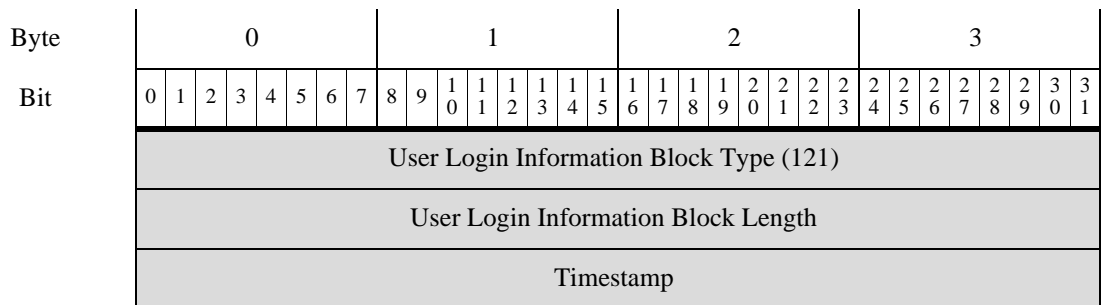 Byte 0 1 2 3
Bit 0 1 2 3 4 5 6 7 8 9 10 11 12 13 14 15 16 17 18 19 20 21 22 23 24 25 26 27 28 29 30 31
User Login Information Block Type (121)
User Login Information Block Length
Timestamp